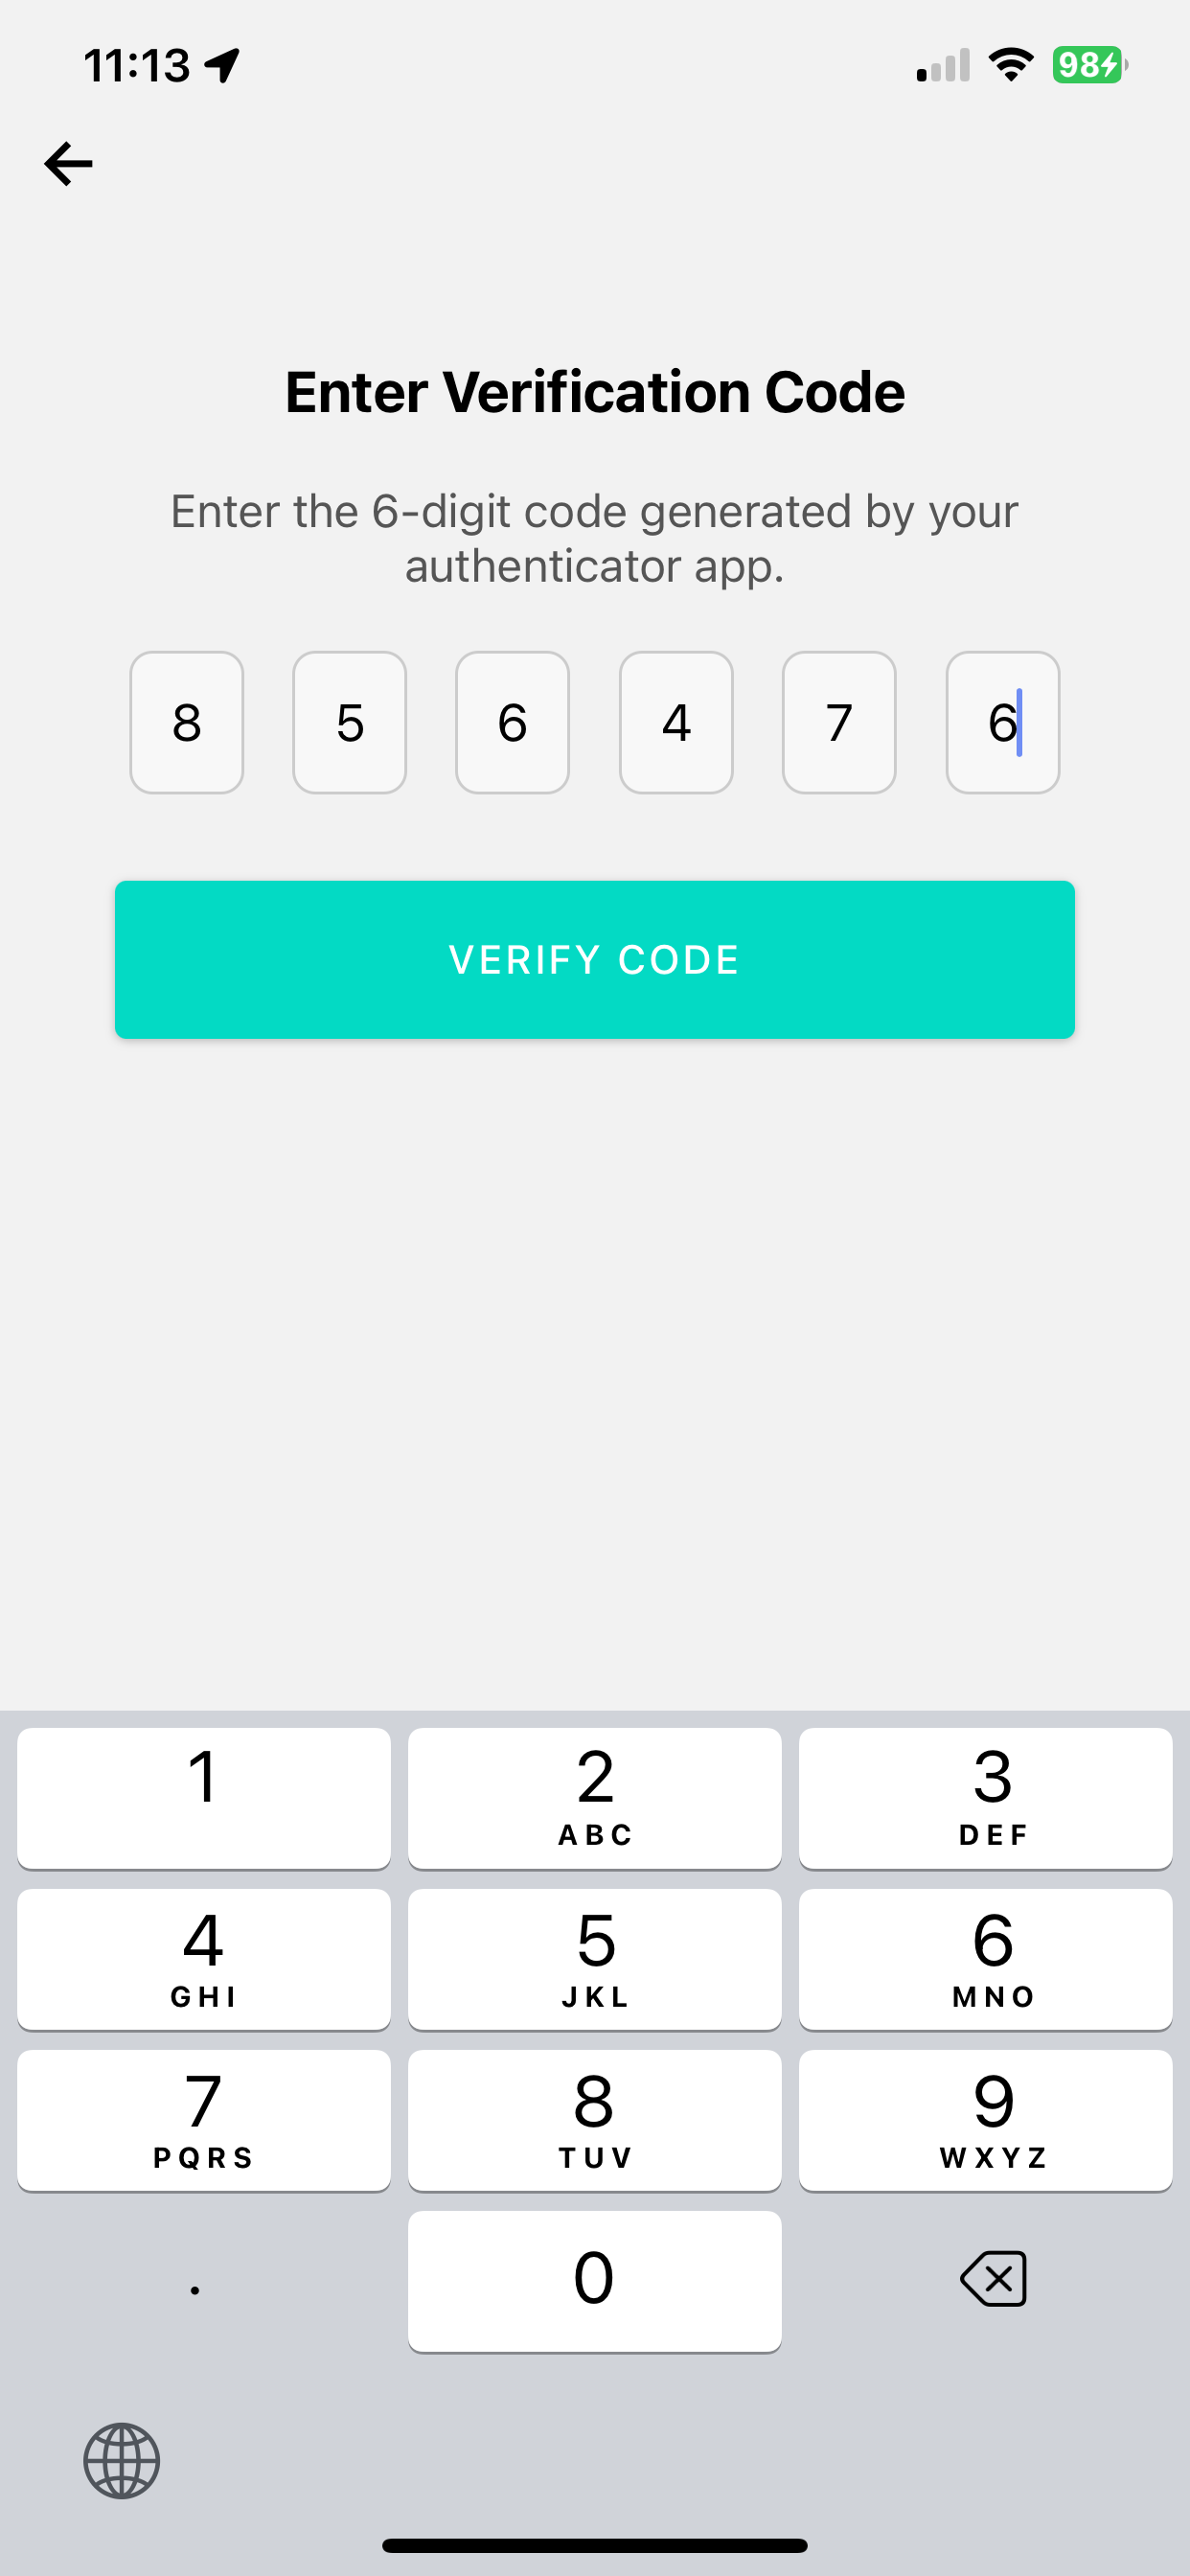 11:13
98
Enter Verification Code
Enter the 6-digit code generated by your
authenticator app.
8 5 6 4 7 6
VERIFY CODE
1 2 3
ABC DEF
4 5 6
GHI JKL MNO
7 8 9
PQRS TUV WXYZ
. 0